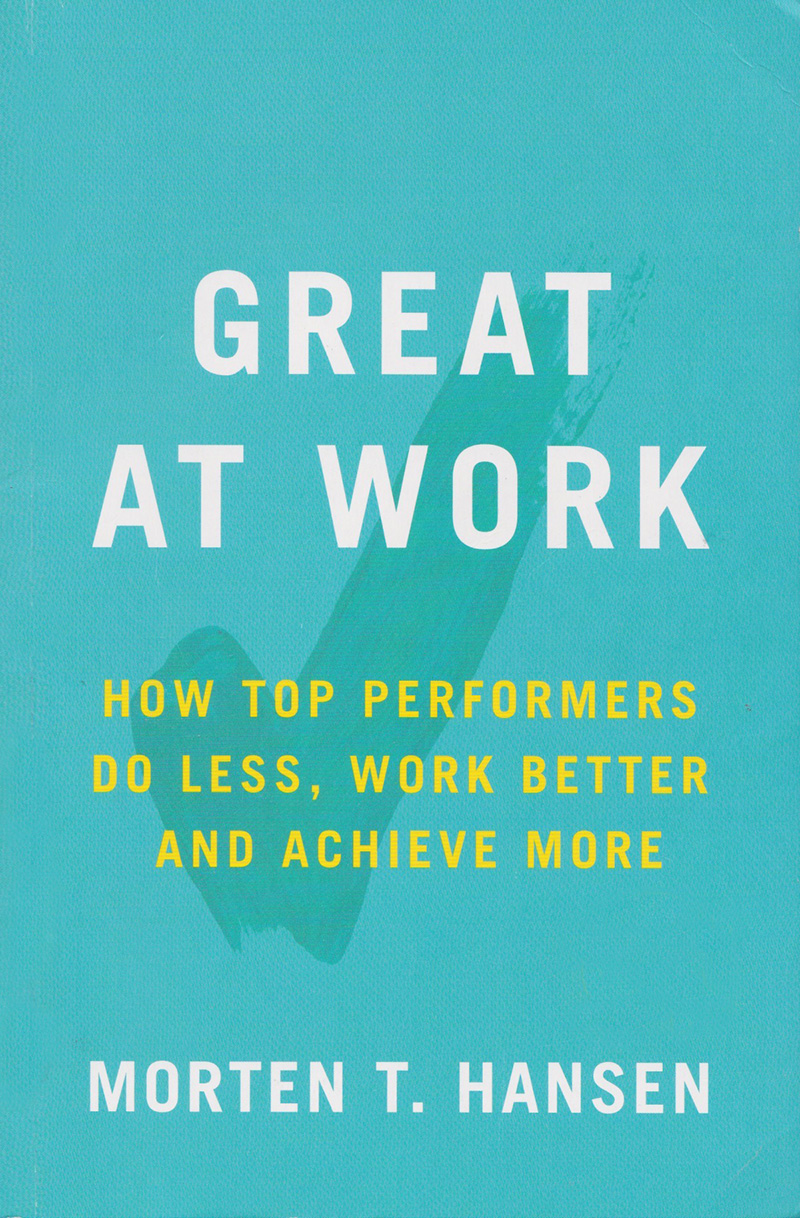 GREAT
AT WORK
HOW TOP PERFORMERS
DO LESS, WORK BETTER
AND ACHIEVE MORE
MORTEN T. HANSEN